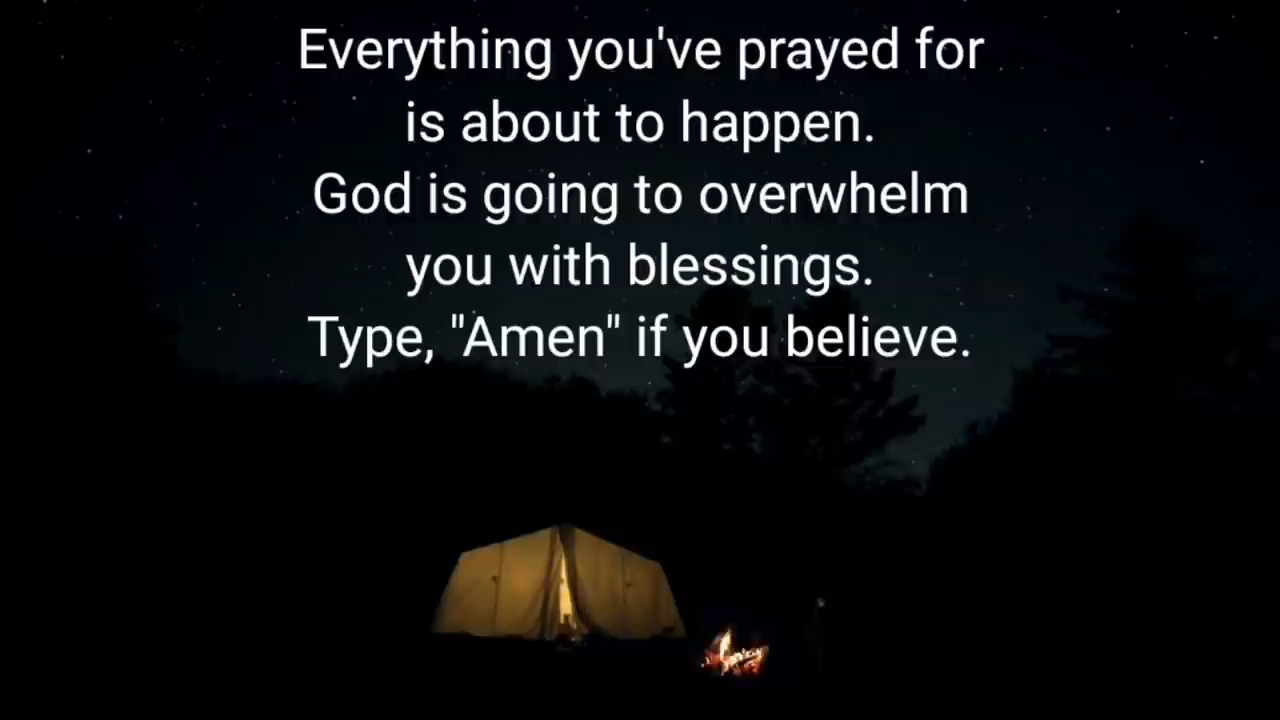 Everything you've prayed for
is about to happen.
God is going to overwhelm
you with blessings.
Type, "Amen" if you believe.